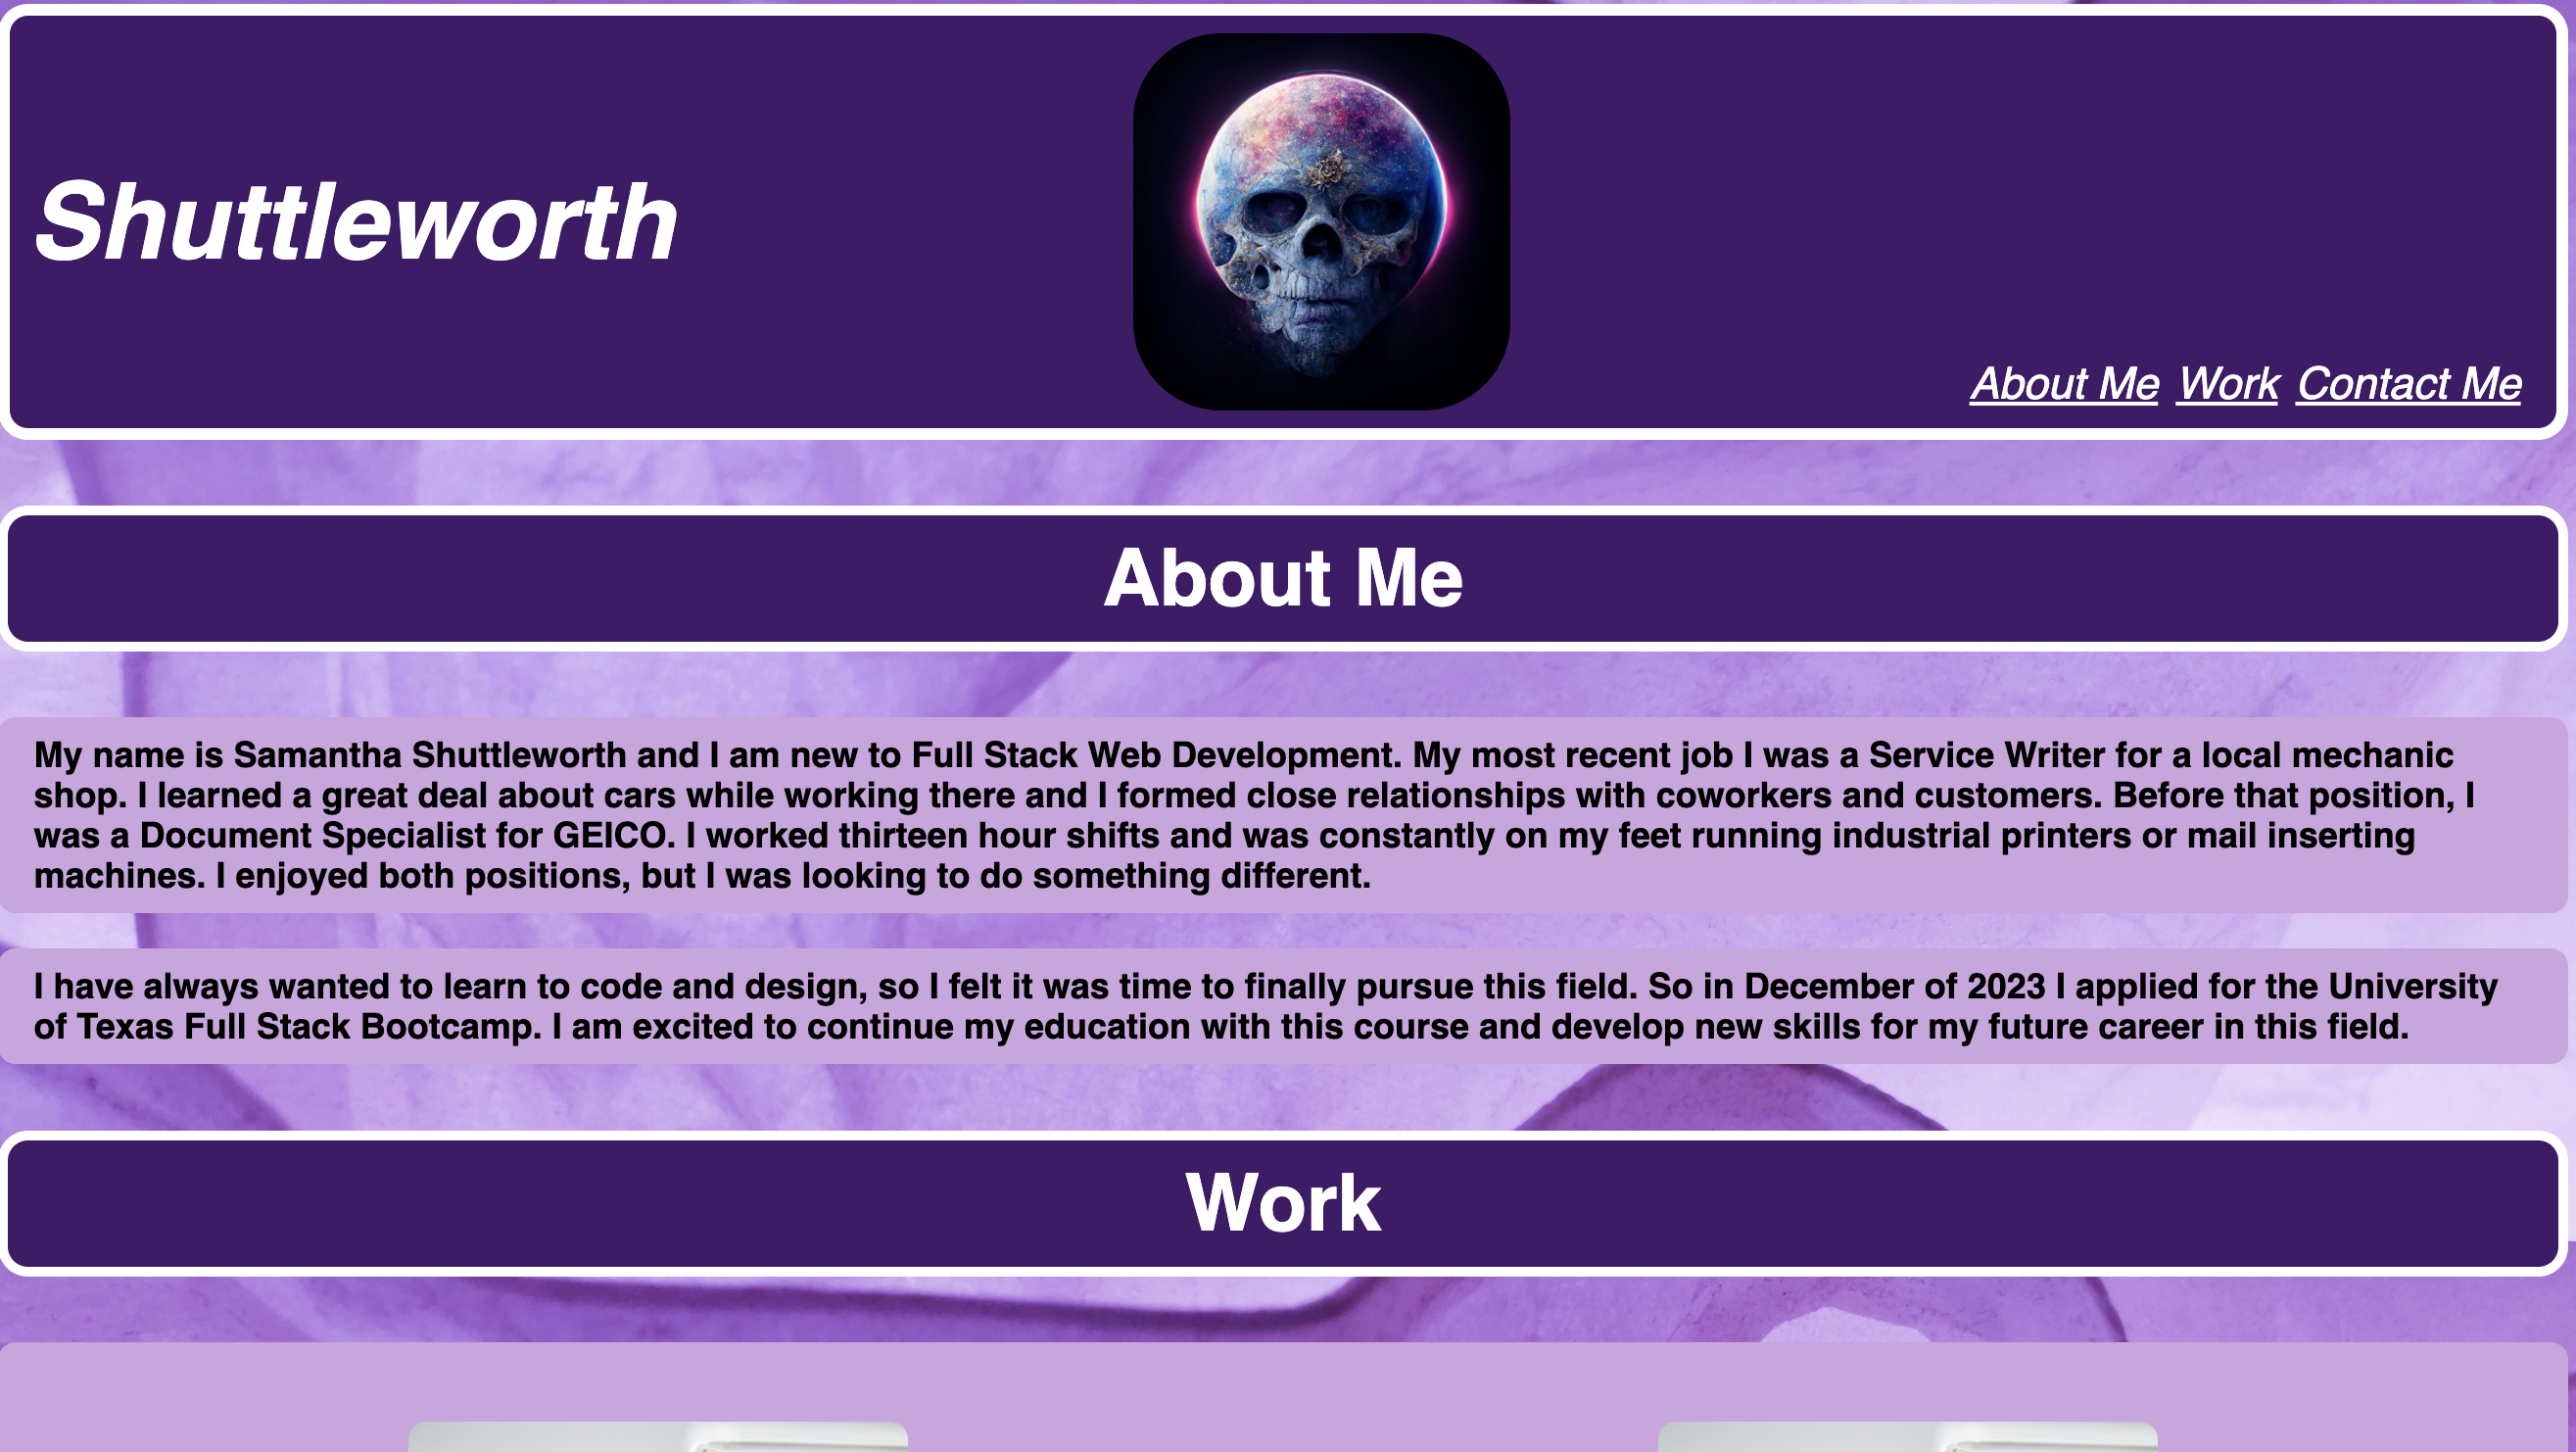 Shuttleworth
About Me Work Contact Me
About Me
My name is Samantha Shuttleworth and I am new to Full Stack Web Development. My most recent job I was a Service Writer for a local mechanic
shop. I learned a great deal about cars while working there and I formed close relationships with coworkers and customers. Before that position, I
was a Document Specialist for GEICO. I worked thirteen hour shifts and was constantly on my feet running industrial printers or mail inserting
machines. I enjoyed both positions, but I was looking to do something different.
I have always wanted to learn to code and design, so I felt it was time to finally pursue this field. So in December of 2023 I applied for the University
of Texas Full Stack Bootcamp. I am excited to continue my education with this course and develop new skills for my future career in this field.
Work